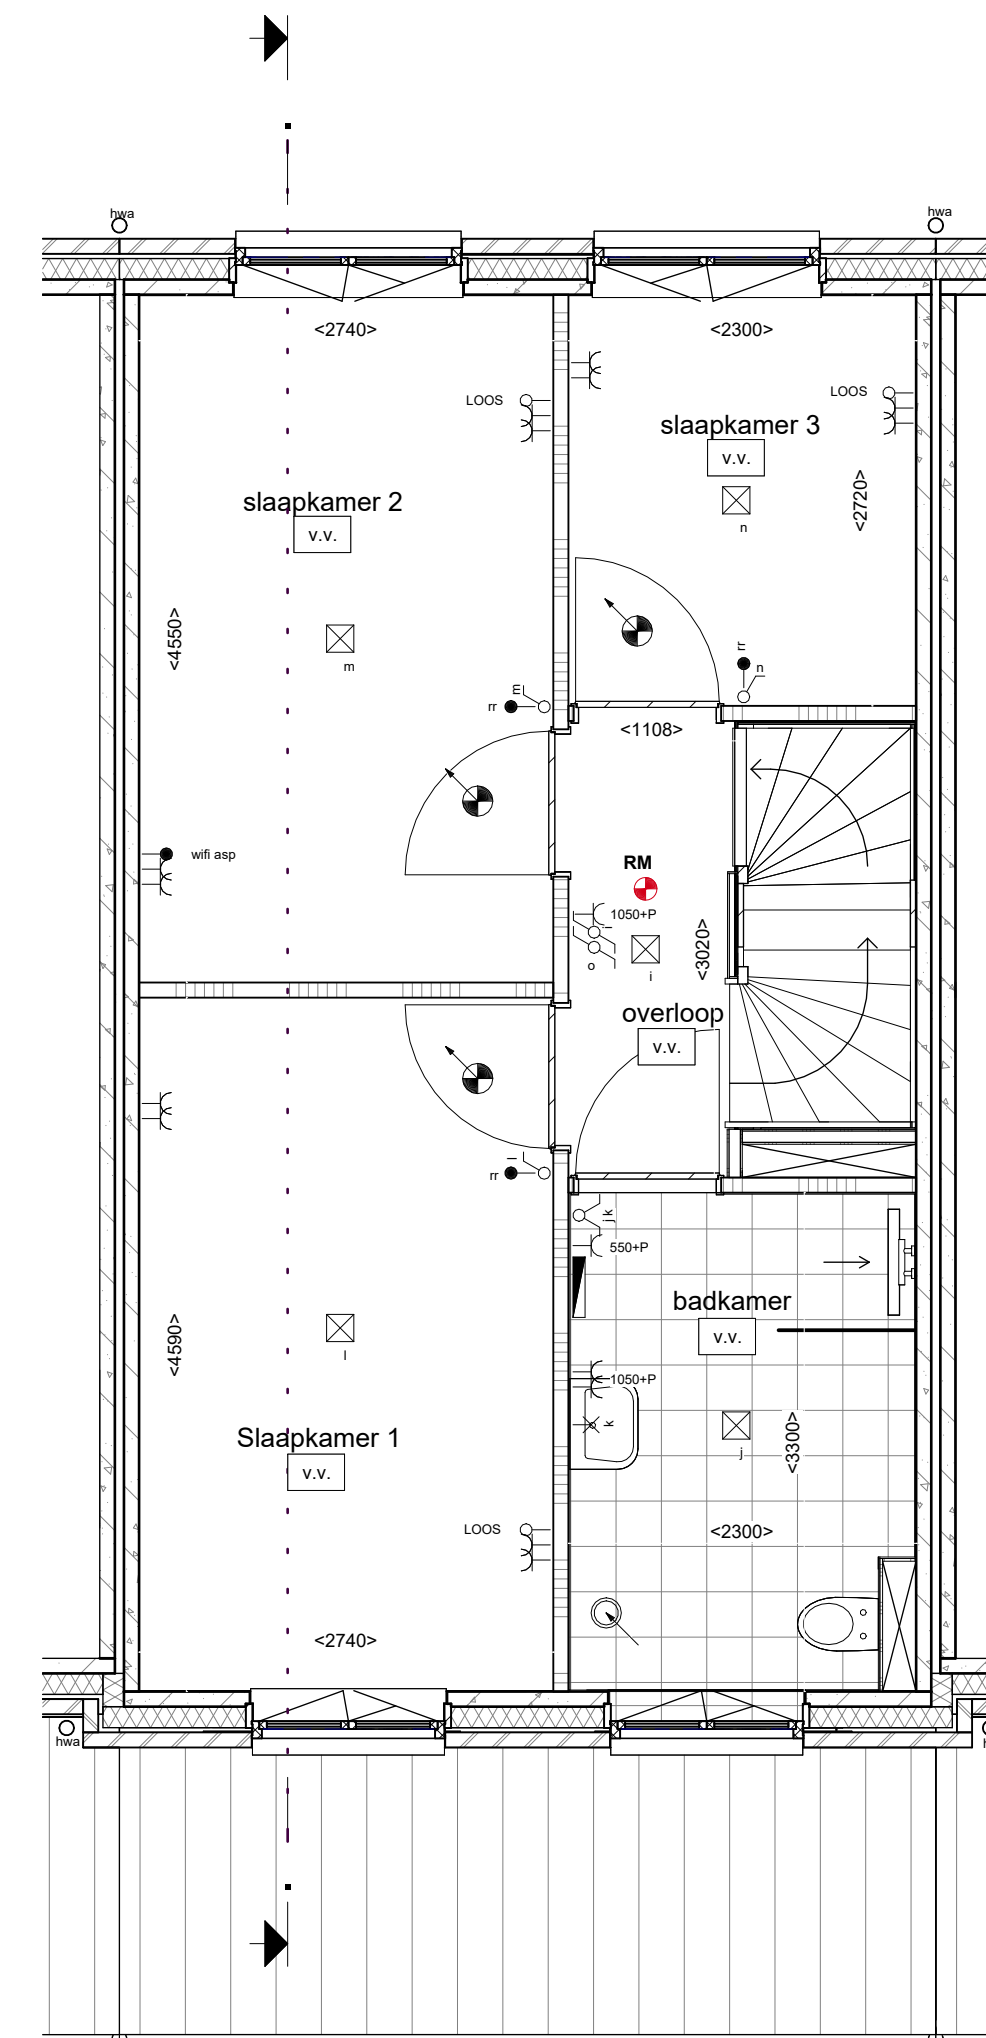 hwa
hwa
<2740>
<2300>
LOOS
LOOS
slaapkamer 3
v.v.
n
<2720>
slaapkamer 2
v.v.
<4550>
m
rr
n
rr
m
<1108>
wifi asp
RM
1050+P
i
o
i
<3020>
overloop
v.v.
rr
l
j k
550+P
badkamer
v.v.
<4590>
l
1050+P
k
j
<3300>
Slaapkamer 1
v.v.
LOOS
<2300>
<2740>
hwa
h